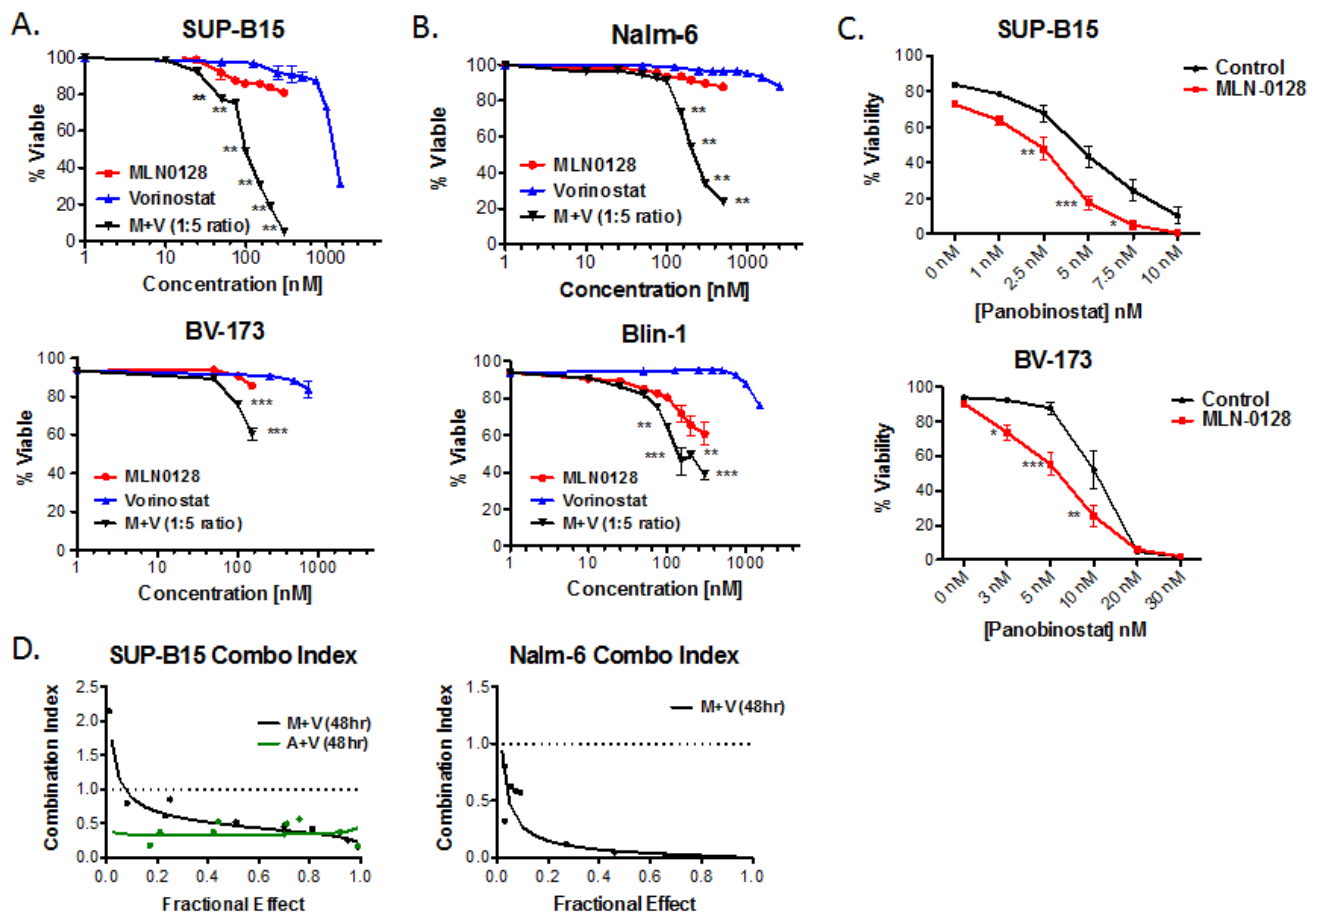 A.
SUP-B15
% Viable
100
80
60
40
20
0
**
**
**
**
**
**
MLN0128
Vorinostat
M+V (1:5 ratio)
1
10
100
1000
Concentration [nM]
BV-173
% Viable
100
80
60
40
20
0
***
***
MLN0128
Vorinostat
M+V (1:5 ratio)
1
10
100
1000
Concentration [nM]
B.
Nalm-6
% Viable
100
80
60
40
20
0
**
**
**
**
MLN0128
Vorinostat
M+V (1:5 ratio)
1
10
100
1000
Concentration [nM]
Blin-1
% Viable
100
80
60
40
20
0
**
***
**
***
MLN0128
Vorinostat
M+V (1:5 ratio)
1
10
100
1000
Concentration [nM]
C.
SUP-B15
% Viability
100
80
60
40
20
0
Control
MLN-0128
**
***
*
0 nM
1 nM
2.5 nM
5 nM
7.5 nM
10 nM
[Panobinostat] nM
BV-173
% Viability
100
80
60
40
20
0
Control
MLN-0128
*
***
**
0 nM
3 nM
5 nM
10 nM
20 nM
30 nM
[Panobinostat] nM
D.
SUP-B15 Combo Index
Combination Index
2.5
2.0
1.5
1.0
0.5
0.0
M+V (48hr)
A+V (48hr)
0.0
0.2
0.4
0.6
0.8
1.0
Fractional Effect
Nalm-6 Combo Index
Combination Index
1.5
1.0
0.5
0.0
M+V (48hr)
0.0
0.2
0.4
0.6
0.8
1.0
Fractional Effect